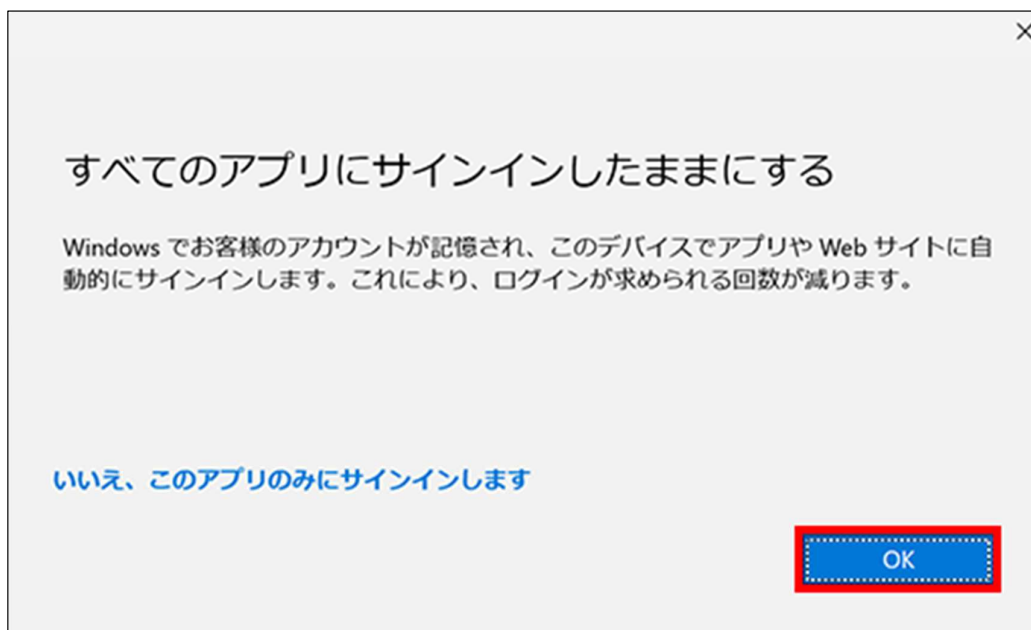 すべてのアプリにサインインしたままにする
Windows でお客様のアカウントが記憶され、このデバイスでアプリや Web サイトに自
動的にサインインします。これにより、ログインが求められる回数が減ります。
いいえ、このアプリのみにサインインします
OK